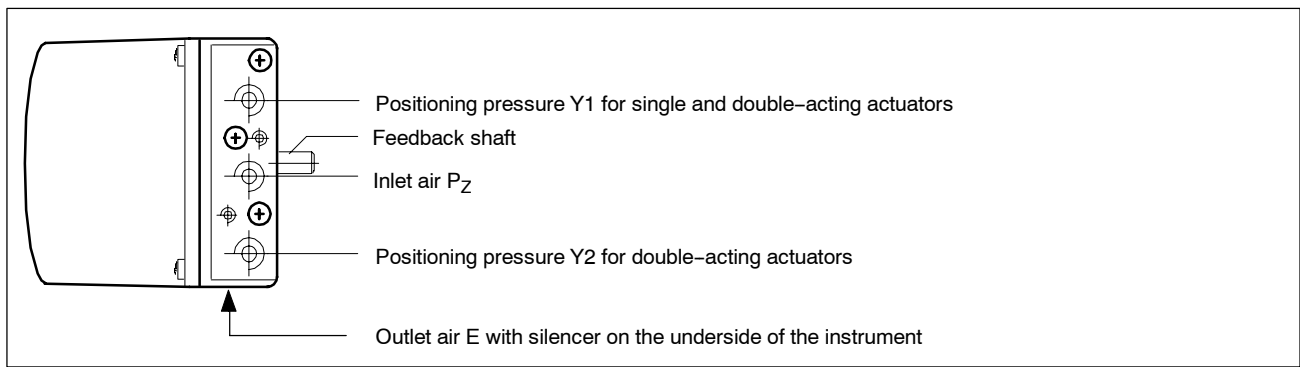 Positioning pressure Y1 for single and double-acting actuators
Feedback shaft
Inlet air PZ
Positioning pressure Y2 for double-acting actuators
Outlet air E with silencer on the underside of the instrument